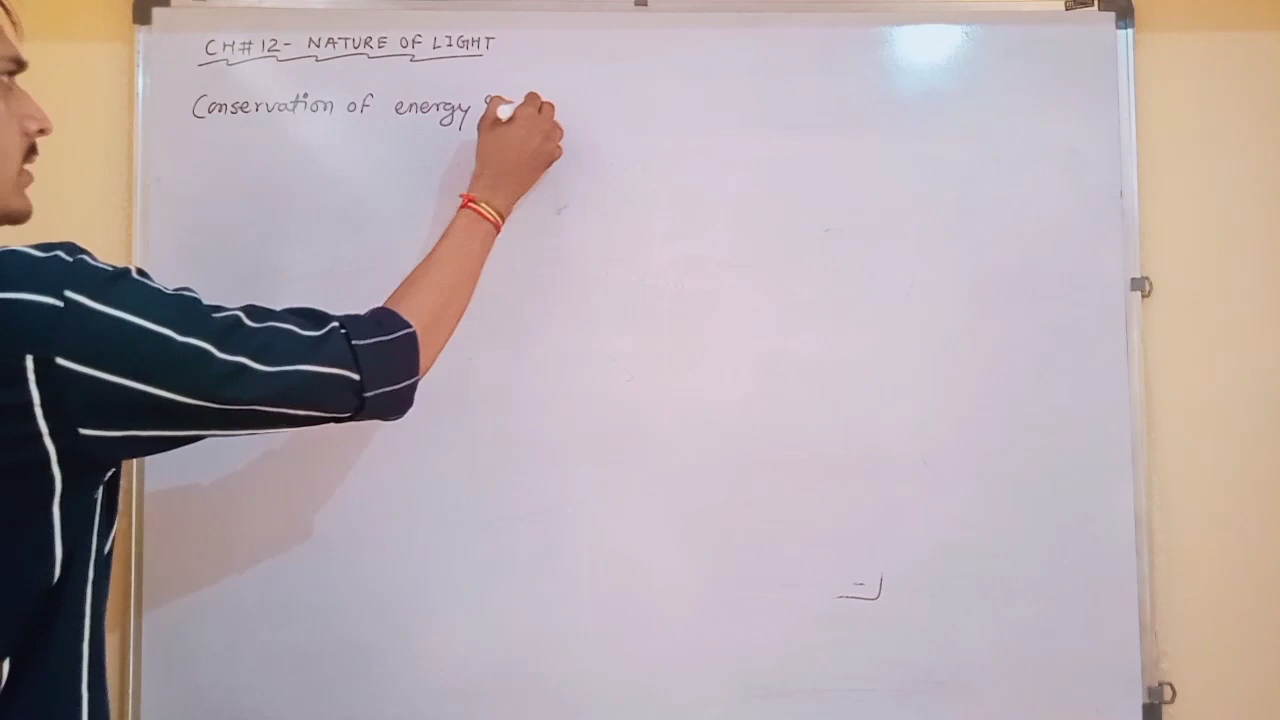 CH# 12- NATURE OF LIGHT
Conservation of energy